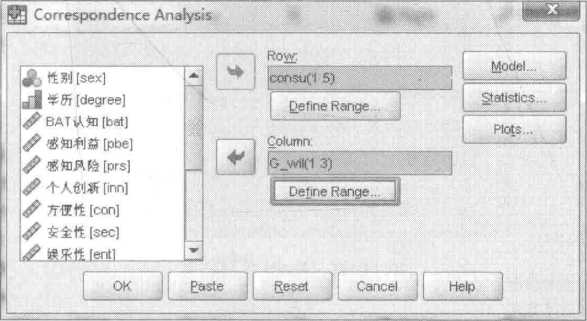 Correspondence Analysis
性别 [sex]
学历 [degree]
BAT认知 [bat]
感知利益 [pbe]
感知风险 [prs]
个人创新 [inn]
方便性 [con]
安全性 [sec]
娱乐性 [ent]
Row:
consu(1 5)
Define Range...
Column:
G_wil(1 3)
Define Range...
Model...
Statistics...
Plots...
OK
Paste
Reset
Cancel
Help